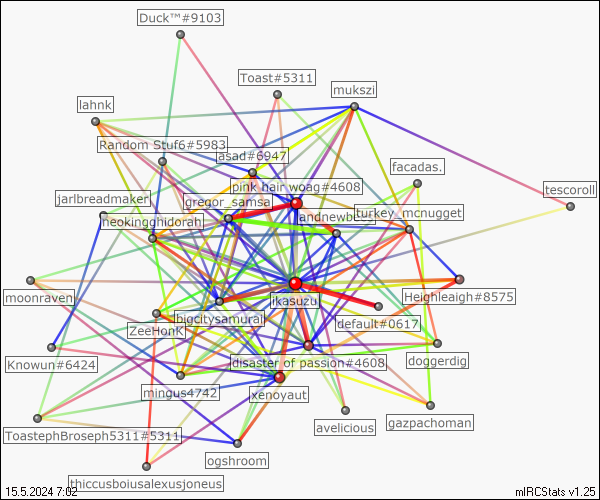 Duck™#9103
Toast#5311
mukszi
lahnk
Random Stuf6#5983
asad#6947
facadas.
pink hair woag#4608
tescoroll
jarlbreadmaker
gregor_samsa
heokingghidorah
turkey_mcnugget
moonraven
ikasuzu
Heighleaigh#8575
bigcitysamurai
default#0617
ZeeHonK
Knowun#6424
disaster of passion#4608
doggerdig
mingus4742
xenoyaut
avelicious
gazpachoman
ToastephBroseph5311#5311
ogshroom
thiccusboiusalexusjoneus
15.5.2024 7:02
mIRCStats v1.25